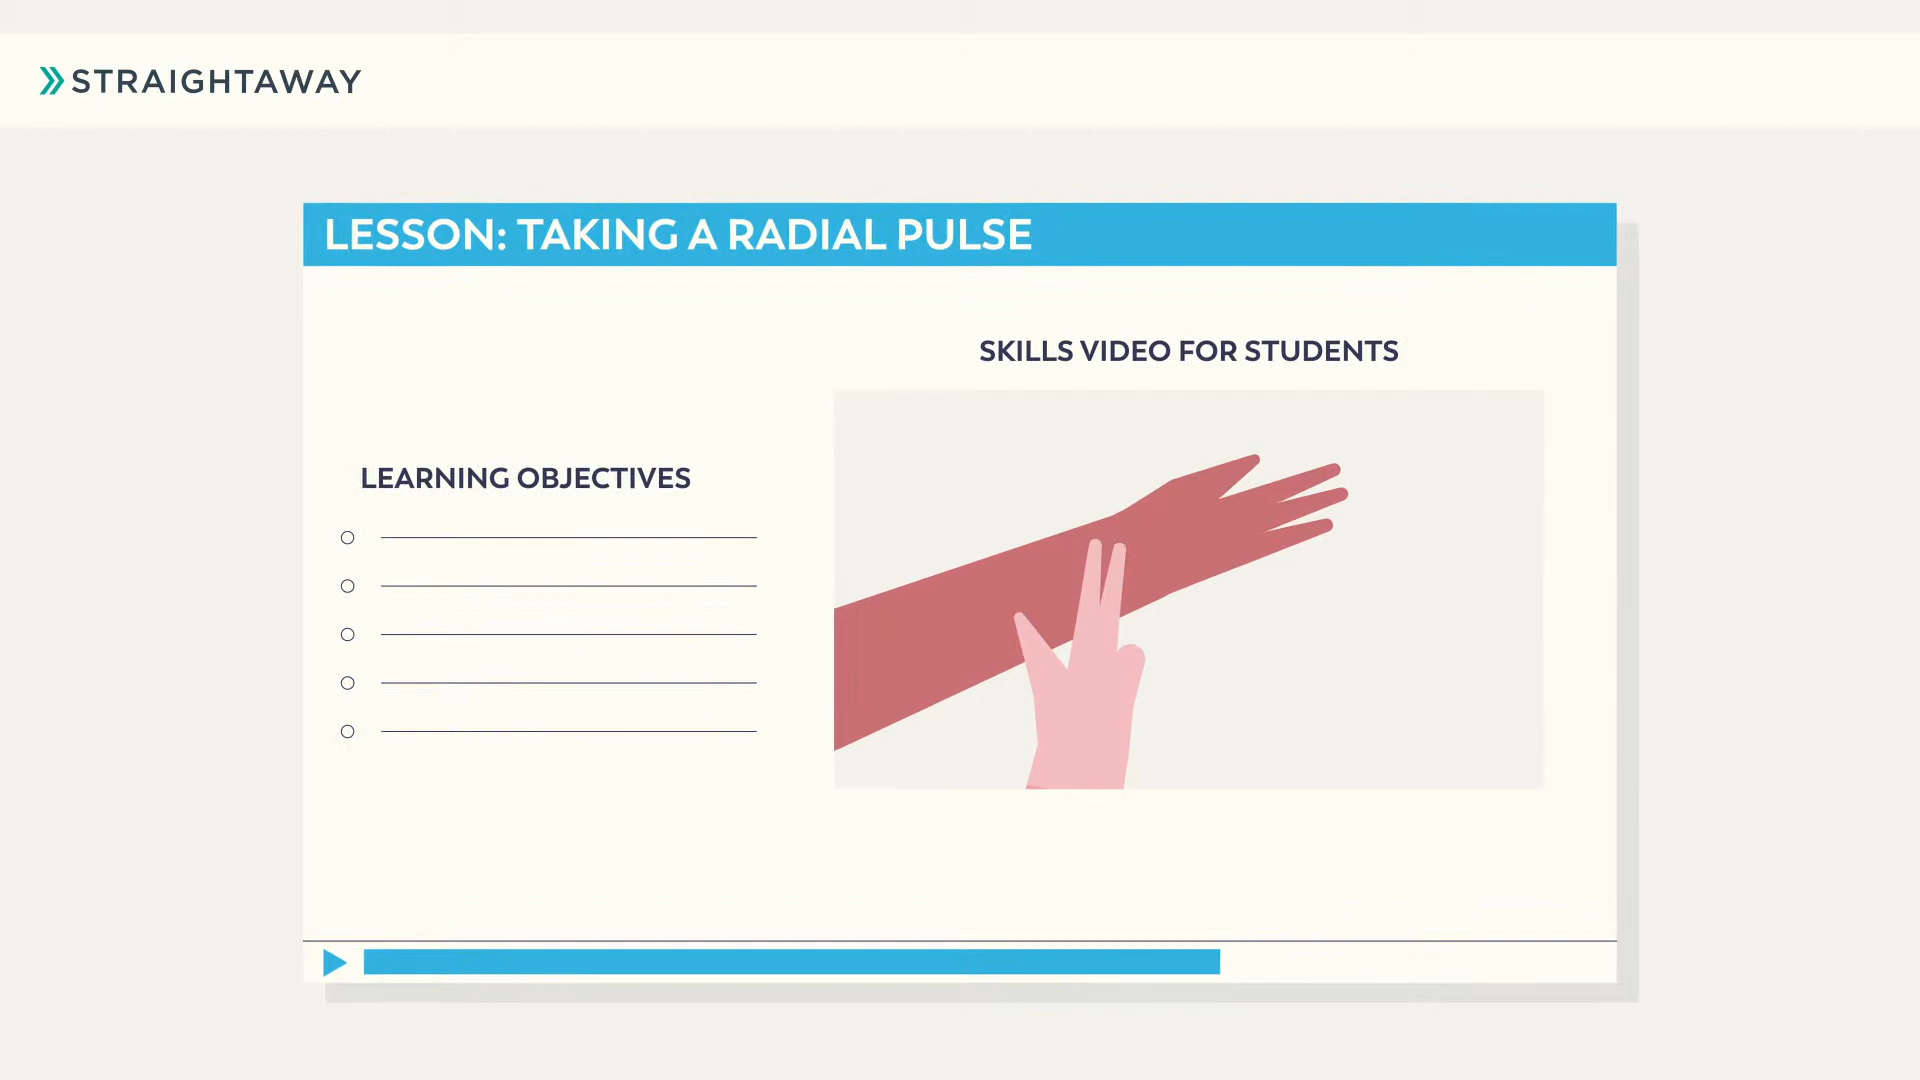 STRAIGHTAWAY
LESSON: TAKING A RADIAL PULSE
SKILLS VIDEO FOR STUDENTS
LEARNING OBJECTIVES